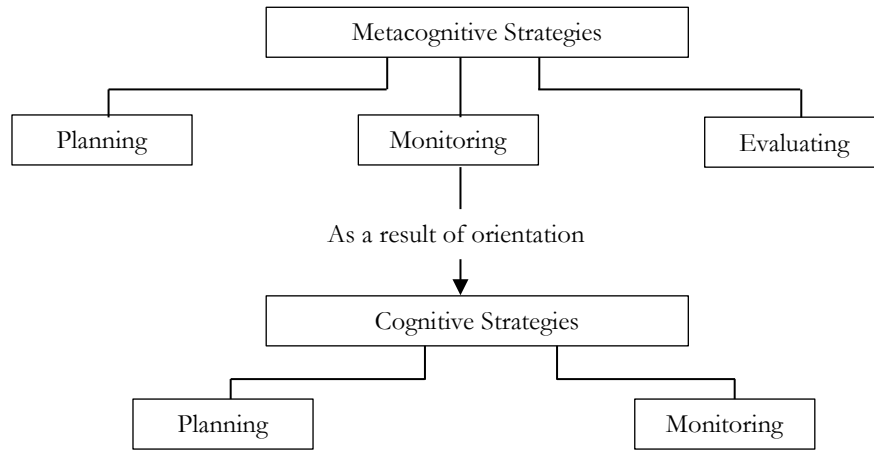 Metacognitive Strategies
Planning
Monitoring
Evaluating
As a result of orientation
Cognitive Strategies
Planning
Monitoring